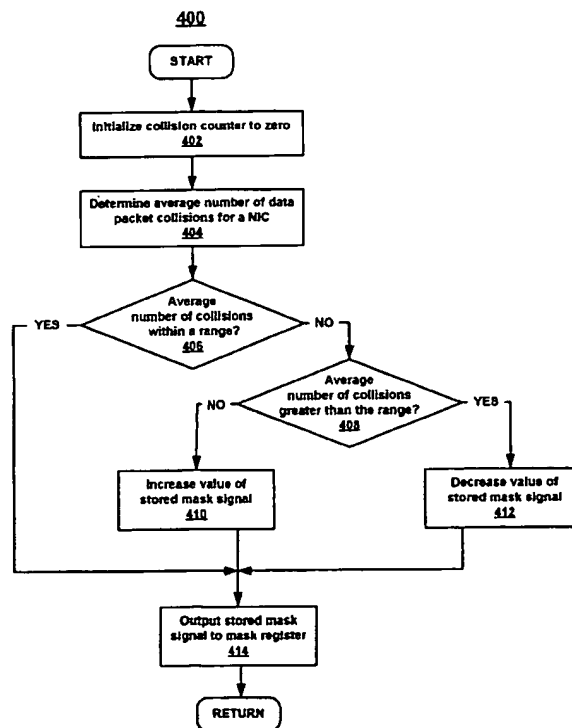 400
START
Initialize collision counter to zero
402
Determine average number of data
packet collisions for a NIC
404
Average
number of collisions
within a range?
406
YES
NO
Average
number of collisions
greater than the range?
408
NO
YES
Increase value of
stored mask signal
410
Decrease value of
stored mask signal
412
Output stored mask
signal to mask register
414
RETURN